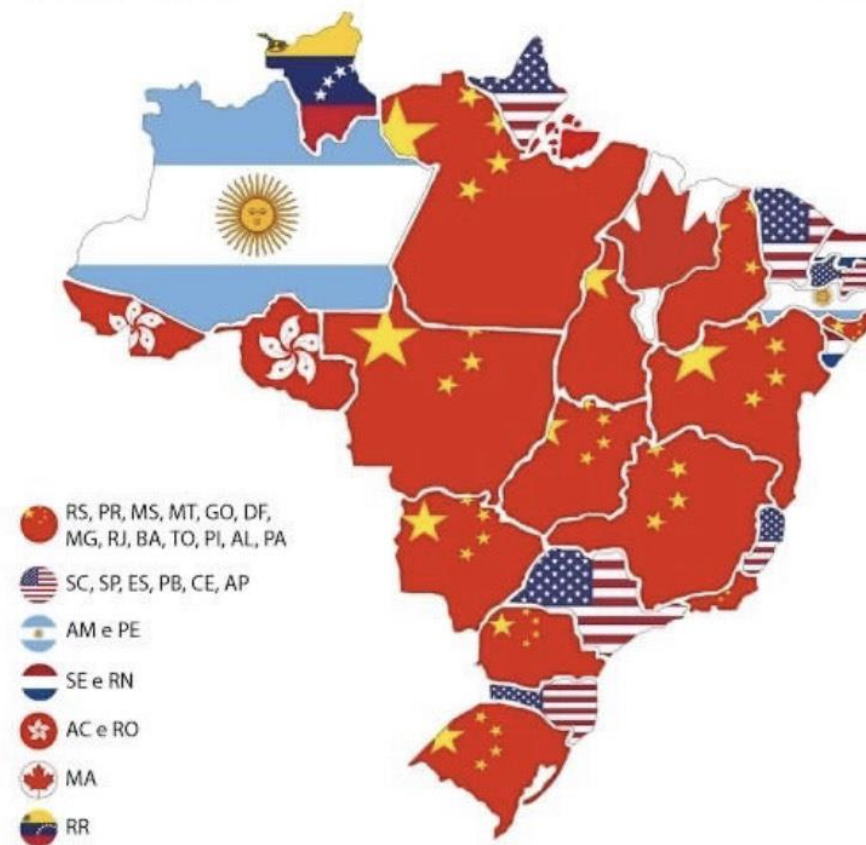 RS, PR, MS, MT, GO, DF,
MG, RJ, BA, TO, PI, AL, PA
SC, SP, ES, PB, CE, AP
AM e PE
SE e RN
AC e RO
MA
RR